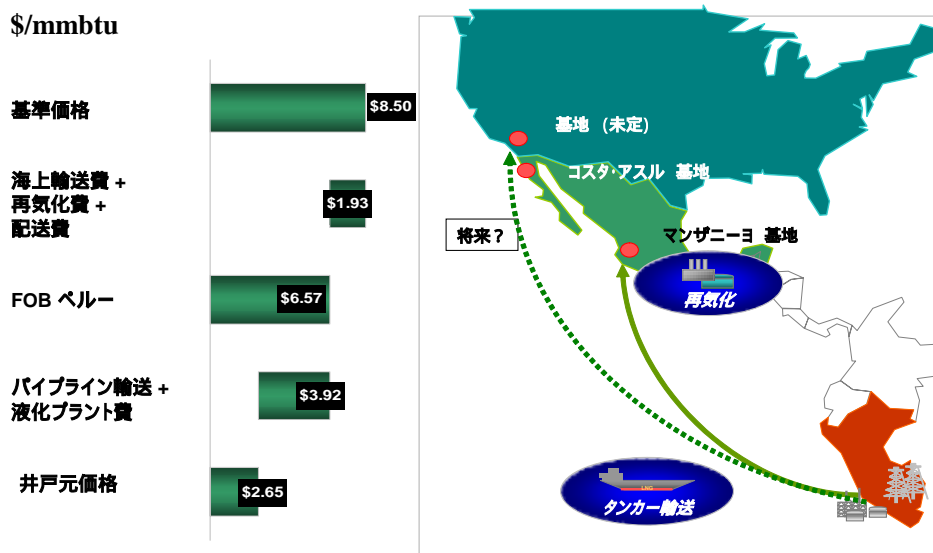 $/mmbtu
基準価格
$8.50
海上輸送費 +
再気化費 +
配送費
$1.93
FOB ペルー
$6.57
パイプライン輸送 +
液化プラント費
$3.92
井戸元価格
$2.65
基地 (未定)
コスタ・アスル 基地
将来?
マンザニーヨ 基地
再気化
LNG
タンカー輸送